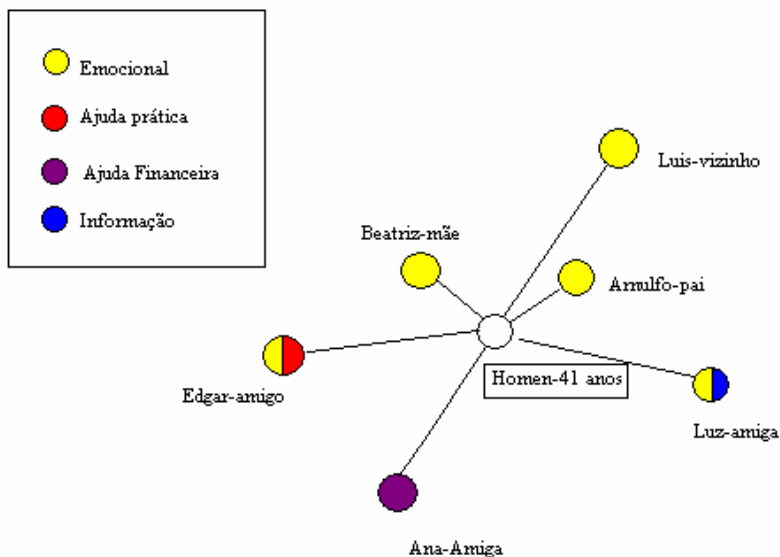 Emocional
Ajuda prática
Ajuda Financeira
Informação
Luis-vizinho
Beatriz-mãe
Arnulfo-pai
Homen-41 anos
Edgar-amigo
Luz-amiga
Ana-Amiga